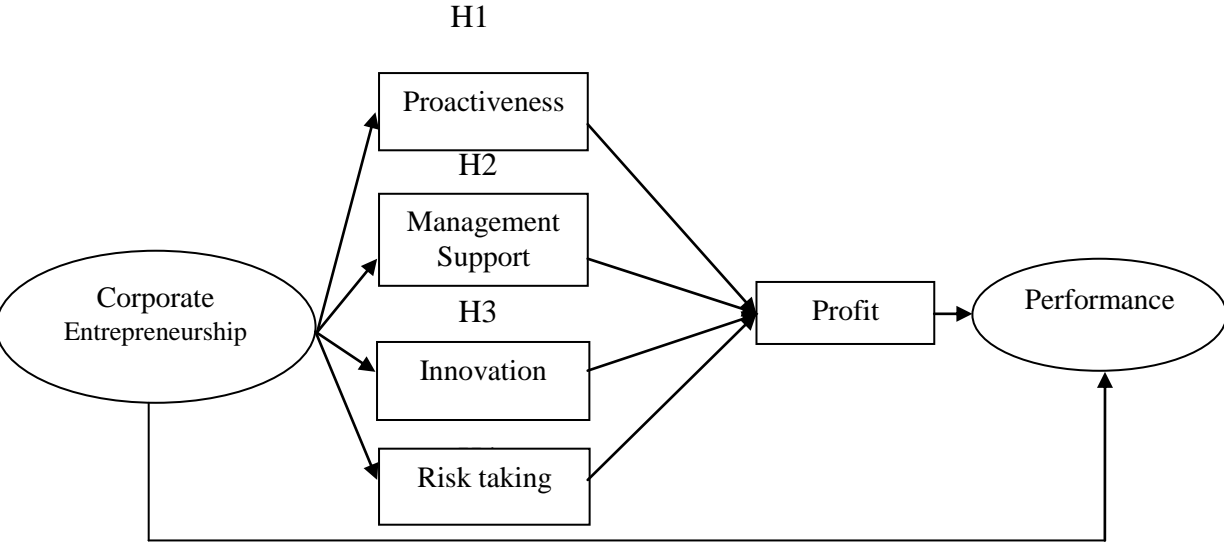 H1
Proactiveness
H2
Management
Support
Corporate
Entrepreneurship
H3
Profit
Performance
Innovation
Risk taking